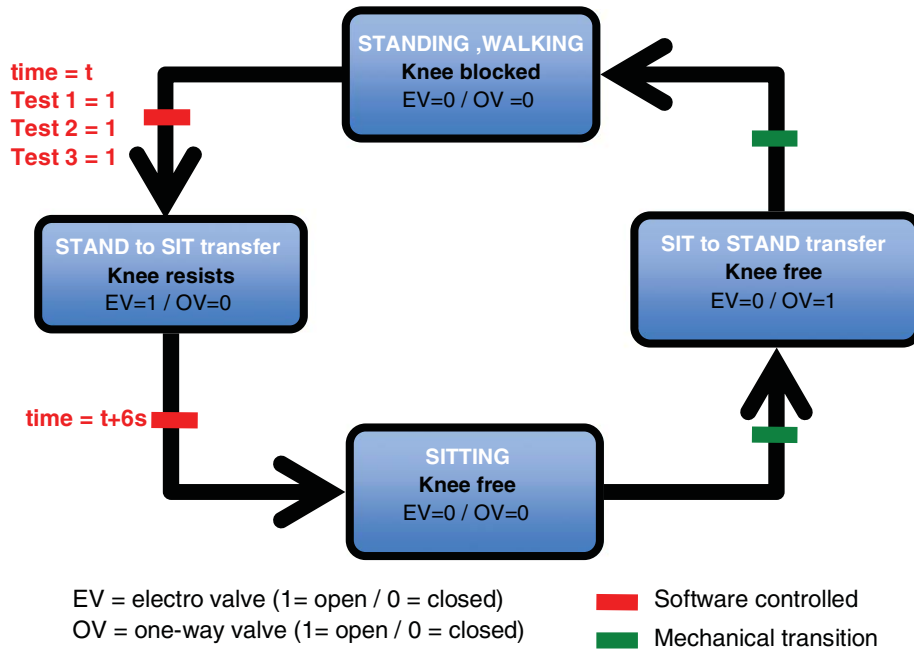 STANDING ,WALKING
Knee blocked
EV=0 / OV =0
time = t
Test 1 = 1
Test 2 = 1
Test 3 = 1
STAND to SIT transfer
Knee resists
EV=1 / OV=0
SIT to STAND transfer
Knee free
EV=0 / OV=1
time = t+6s
SITTING
Knee free
EV=0 / OV=0
EV = electro valve (1= open / 0 = closed)
OV = one-way valve (1= open / 0 = closed)
Software controlled
Mechanical transition